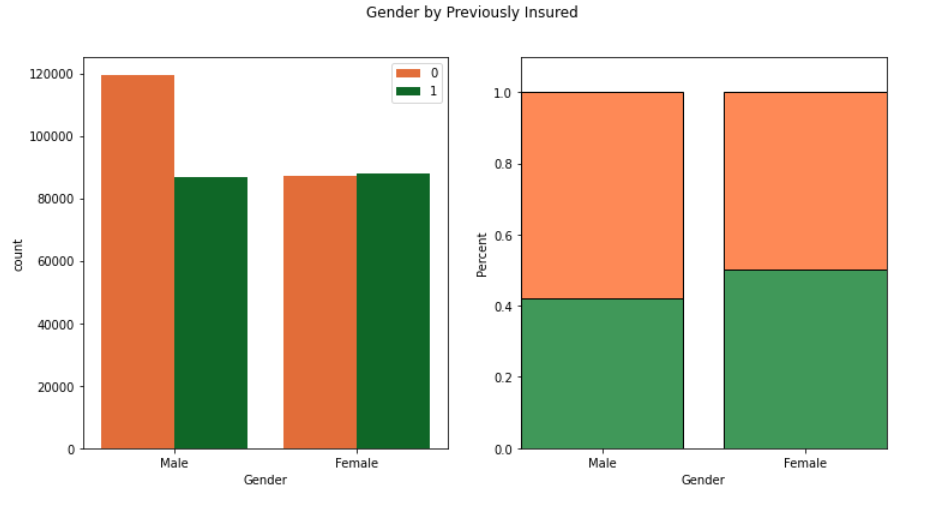 Gender by Previously Insured
120000
100000
80000
60000
40000
20000
0
count
0
1
Male Female
Gender
1.0
0.8
0.6
0.4
0.2
0.0
Percent
Male Female
Gender